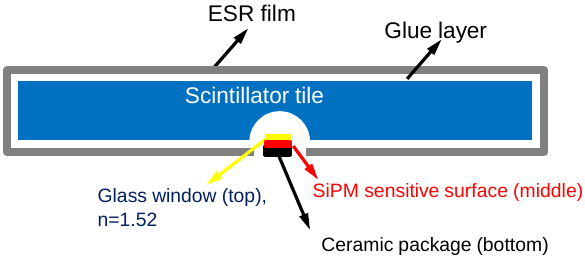 ESR film
Glue layer
Scintillator tile
Glass window (top),
n=1.52
SiPM sensitive surface (middle)
Ceramic package (bottom)